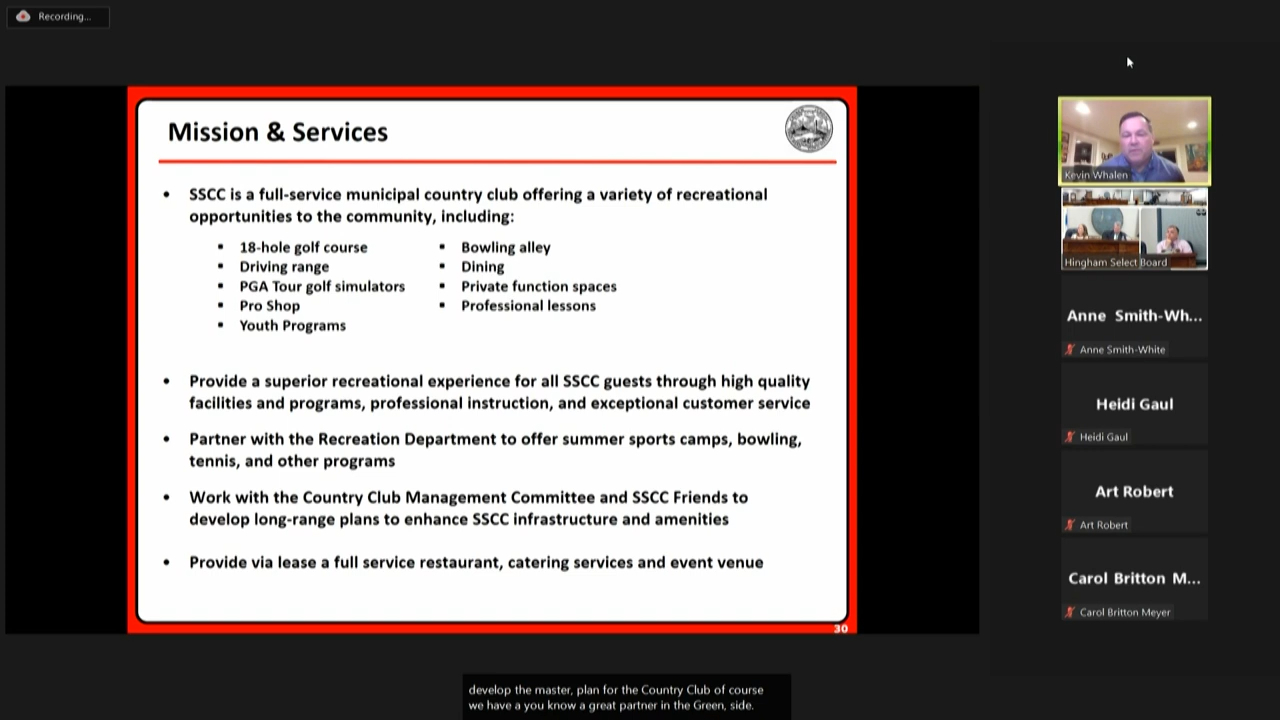 Recording...
Mission & Services
• SSCC is a full-service municipal country club offering a variety of recreational
opportunities to the community, including:
▪ 18-hole golf course
▪ Driving range
▪ PGA Tour golf simulators
▪ Pro Shop
▪ Youth Programs
▪ Bowling alley
▪ Dining
▪ Private function spaces
▪ Professional lessons
• Provide a superior recreational experience for all SSCC guests through high quality
facilities and programs, professional instruction, and exceptional customer service
• Partner with the Recreation Department to offer summer sports camps, bowling,
tennis, and other programs
• Work with the Country Club Management Committee and SSCC Friends to
develop long-range plans to enhance SSCC infrastructure and amenities
• Provide via lease a full service restaurant, catering services and event venue
30
Kevin Whalen
Hingham Select Board
Anne Smith-Wh...
Anne Smith-White
Heidi Gaul
Heidi Gaul
Art Robert
Art Robert
Carol Britton M...
Carol Britton Meyer
develop the master, plan for the Country Club of course
we have a you know a great partner in the Green, side.